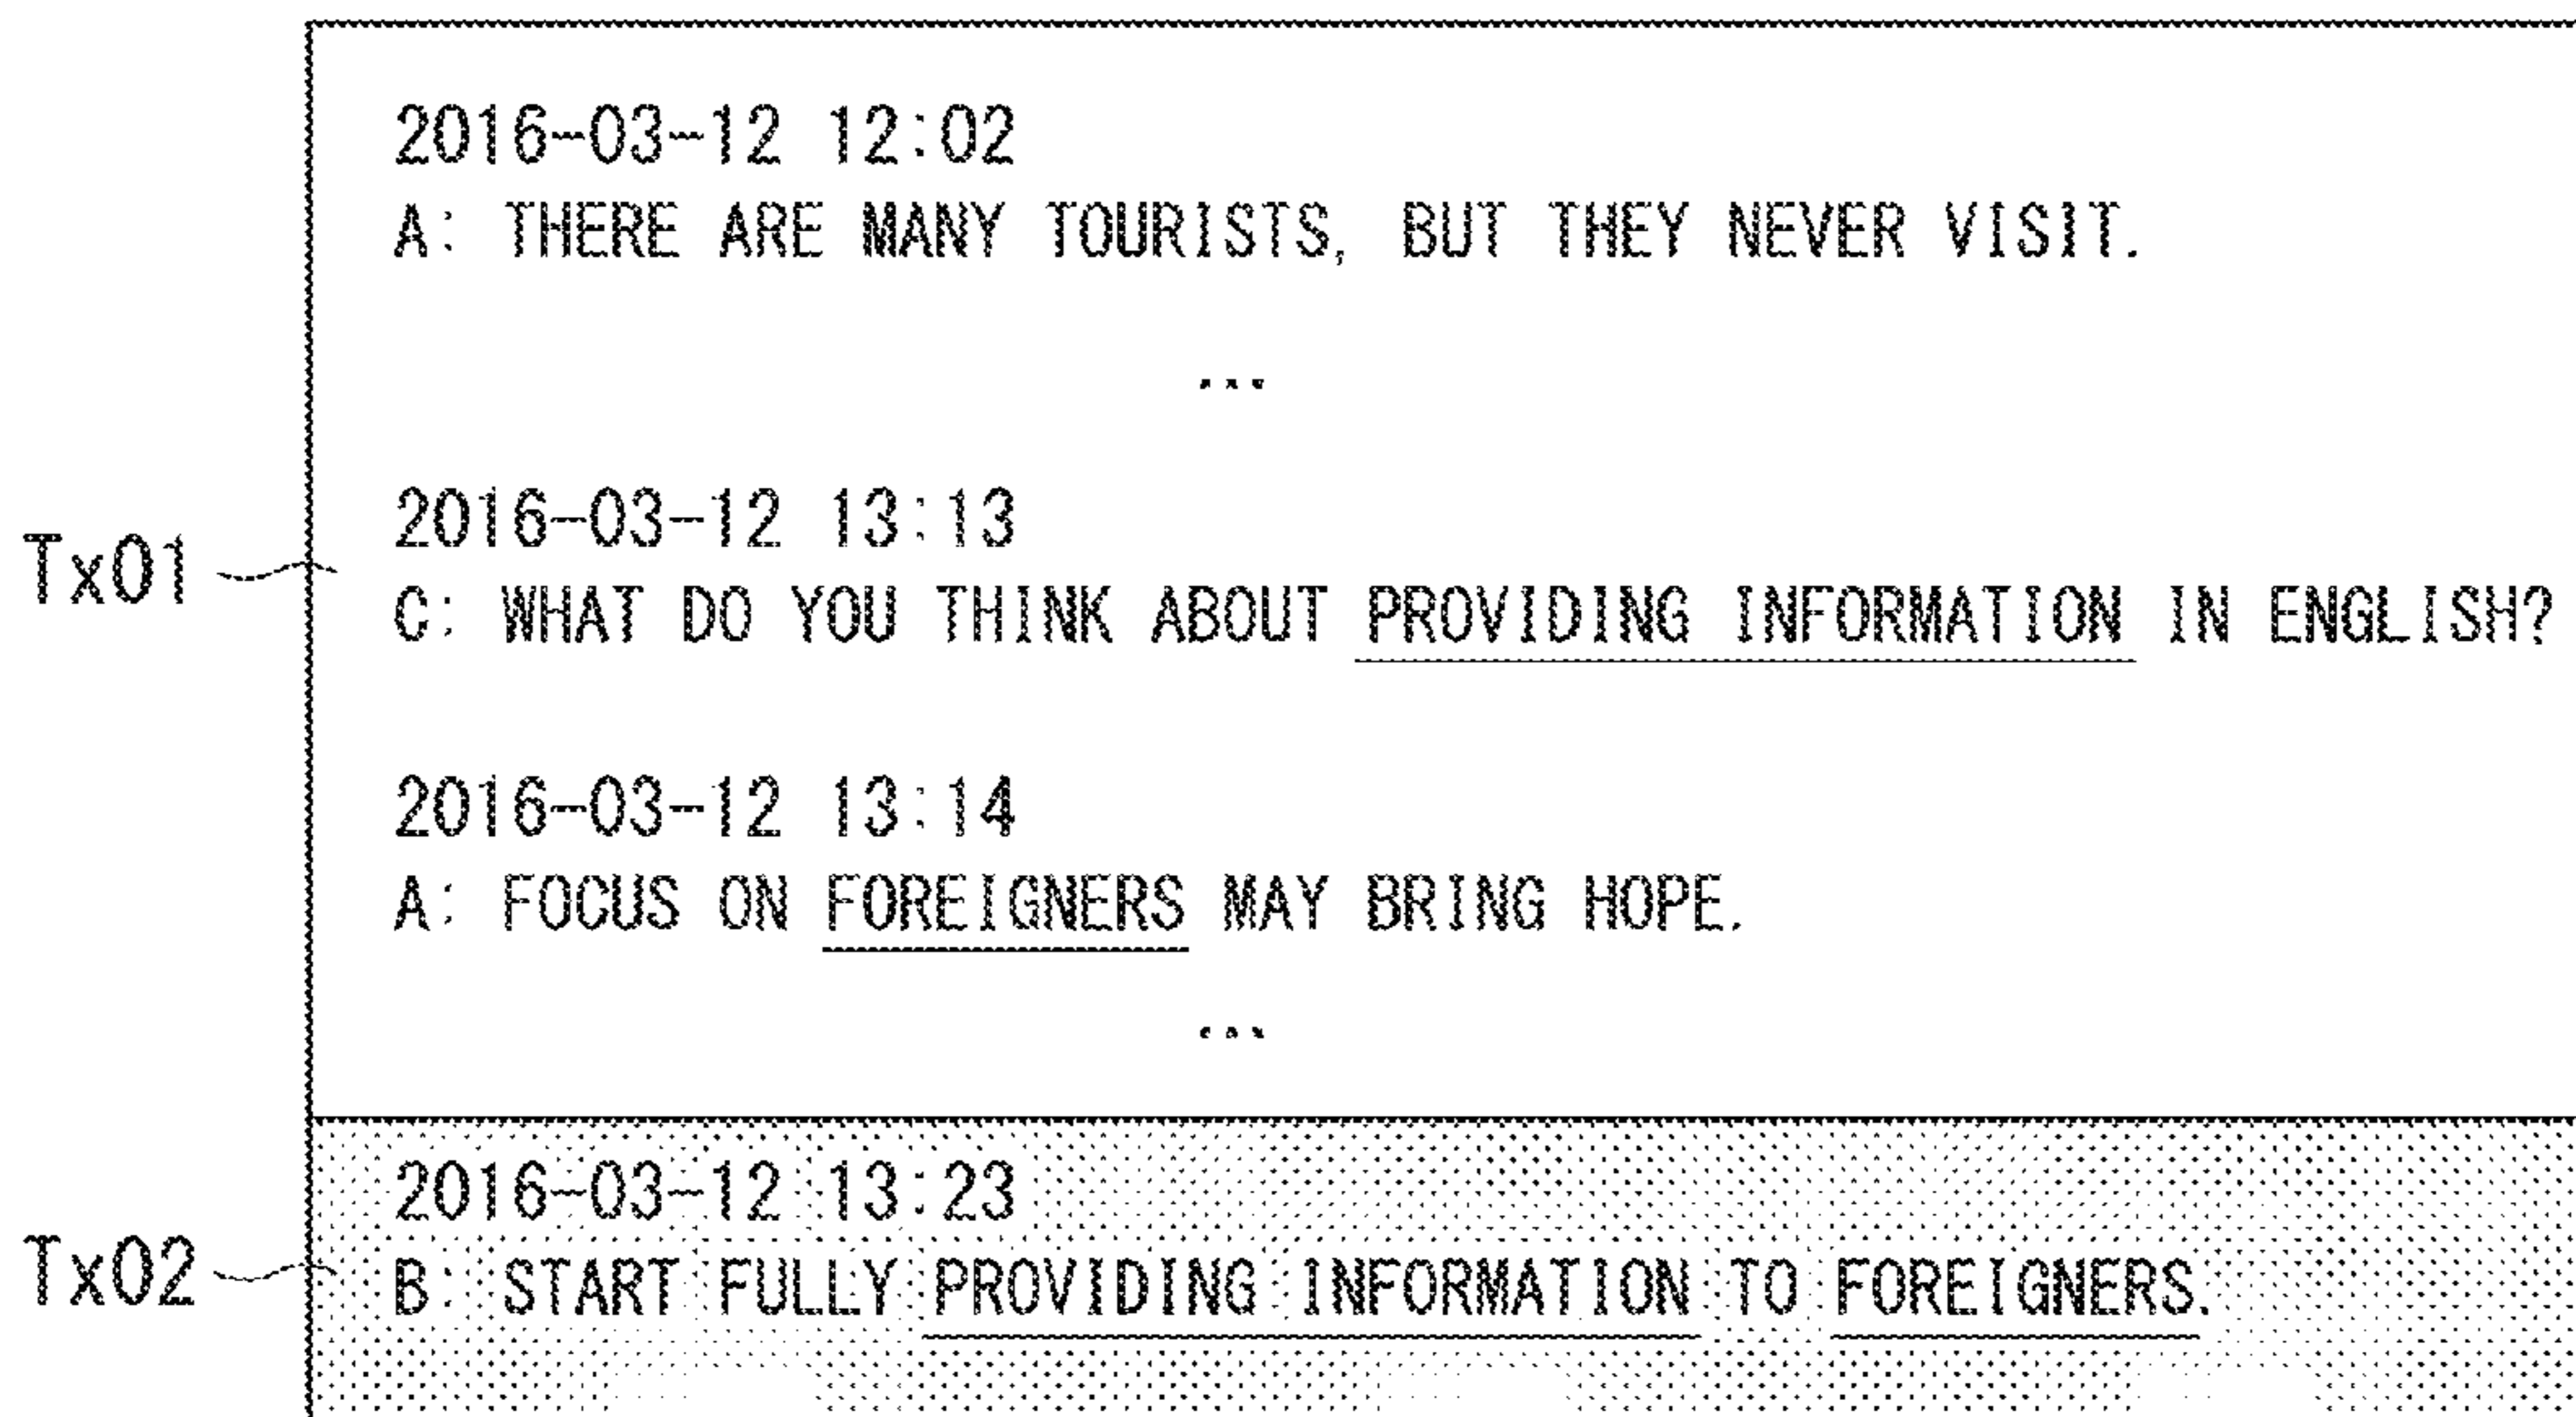 2016-03-12 12:02
A: THERE ARE MANY TOURISTS, BUT THEY NEVER VISIT.
...
2016-03-12 13:13
Tx01
C: WHAT DO YOU THINK ABOUT PROVIDING INFORMATION IN ENGLISH?
2016-03-12 13:14
A: FOCUS ON FOREIGNERS MAY BRING HOPE.
...
2016-03-12 13:23
Tx02
B: START FULLY PROVIDING INFORMATION TO FOREIGNERS.